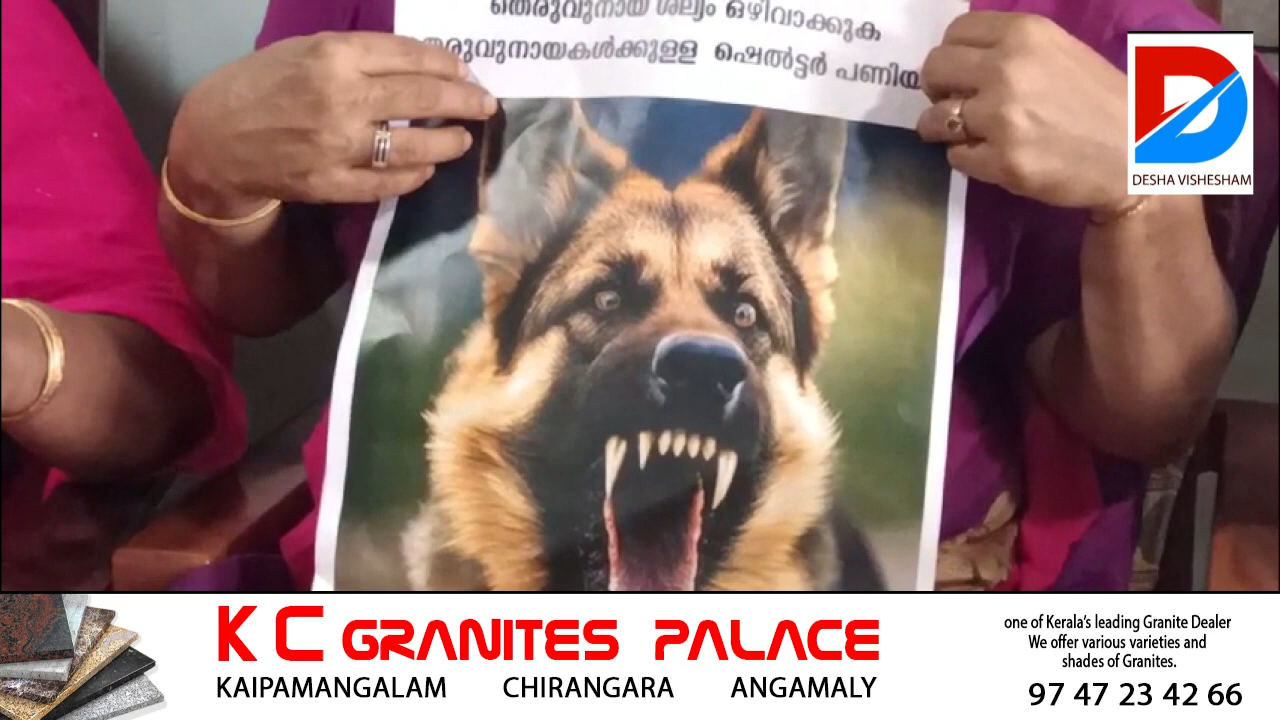 തെരുവുനായ ശല്യം ഒഴിവാക്കുക
തെരുവുനായകൾക്കുള്ള ഷെൽട്ടർ പണിയ
DESHA VISHESHAM
K C GRANITES PALACE
KAIPAMANGALAM CHIRANGARA ANGAMALY
one of Kerala's leading Granite Dealer
We offer various varieties and
shades of Granites.
97 47 23 42 66